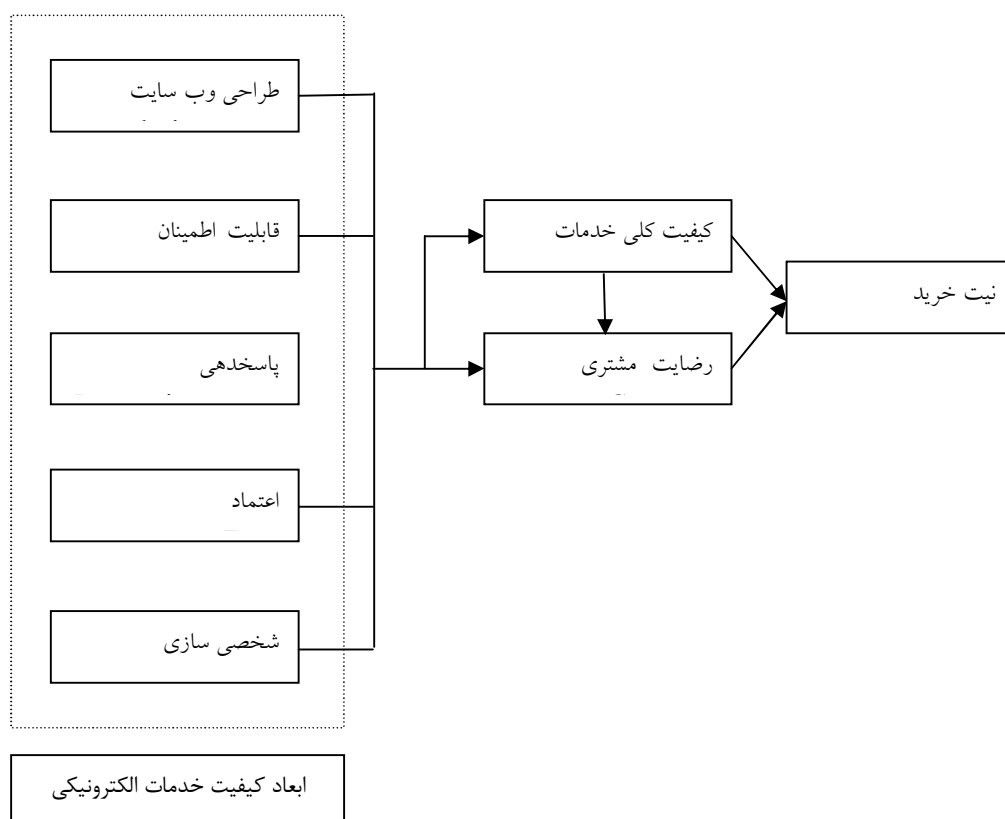 طراحی وب سایت
قابلیت اطمینان
پاسخدهی
اعتماد
شخصی سازی
کیفیت کلی خدمات
رضایت مشتری
نیت خرید
ابعاد کیفیت خدمات الکترونیکی